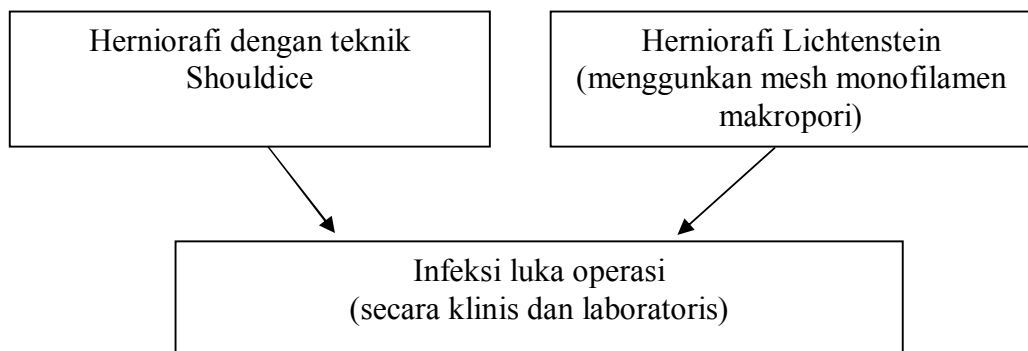 Herniorafi dengan teknik
Shouldice
Herniorafi Lichtenstein
(menggunkan mesh monofilamen
makropori)
Infeksi luka operasi
(secara klinis dan laboratoris)